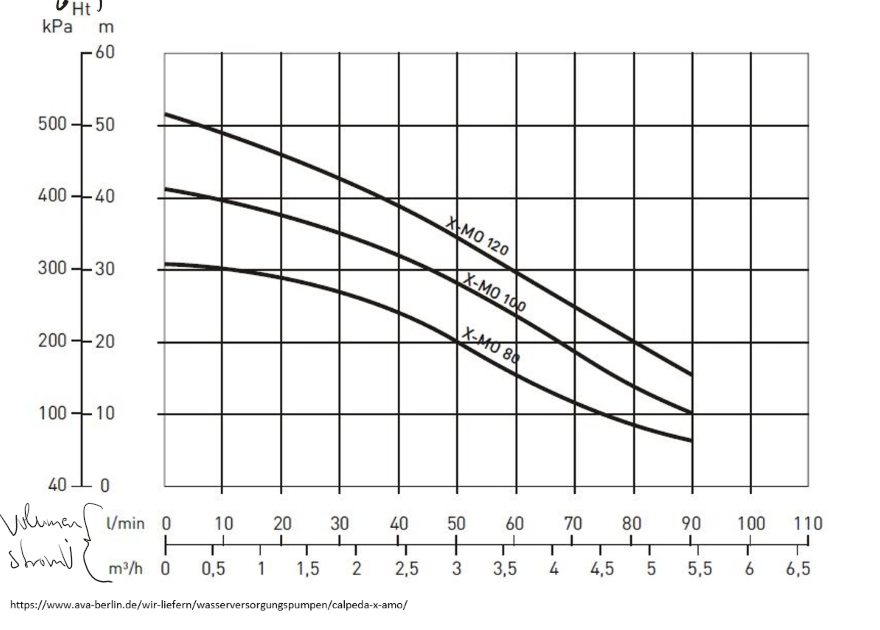 Ht
kPa m
60
500 50
400 40
300 30
200 20
100 10
40 0
X-MO 120
X-MO 100
X-MO 80
Volumen
strom
l/min 0 10 20 30 40 50 60 70 80 90 100 110
m³/h 0 0,5 1 1,5 2 2,5 3 3,5 4 4,5 5 5,5 6 6,5
https://www.ava-berlin.de/wir-liefern/wasserversorgungspumpen/calpeda-x-amo/